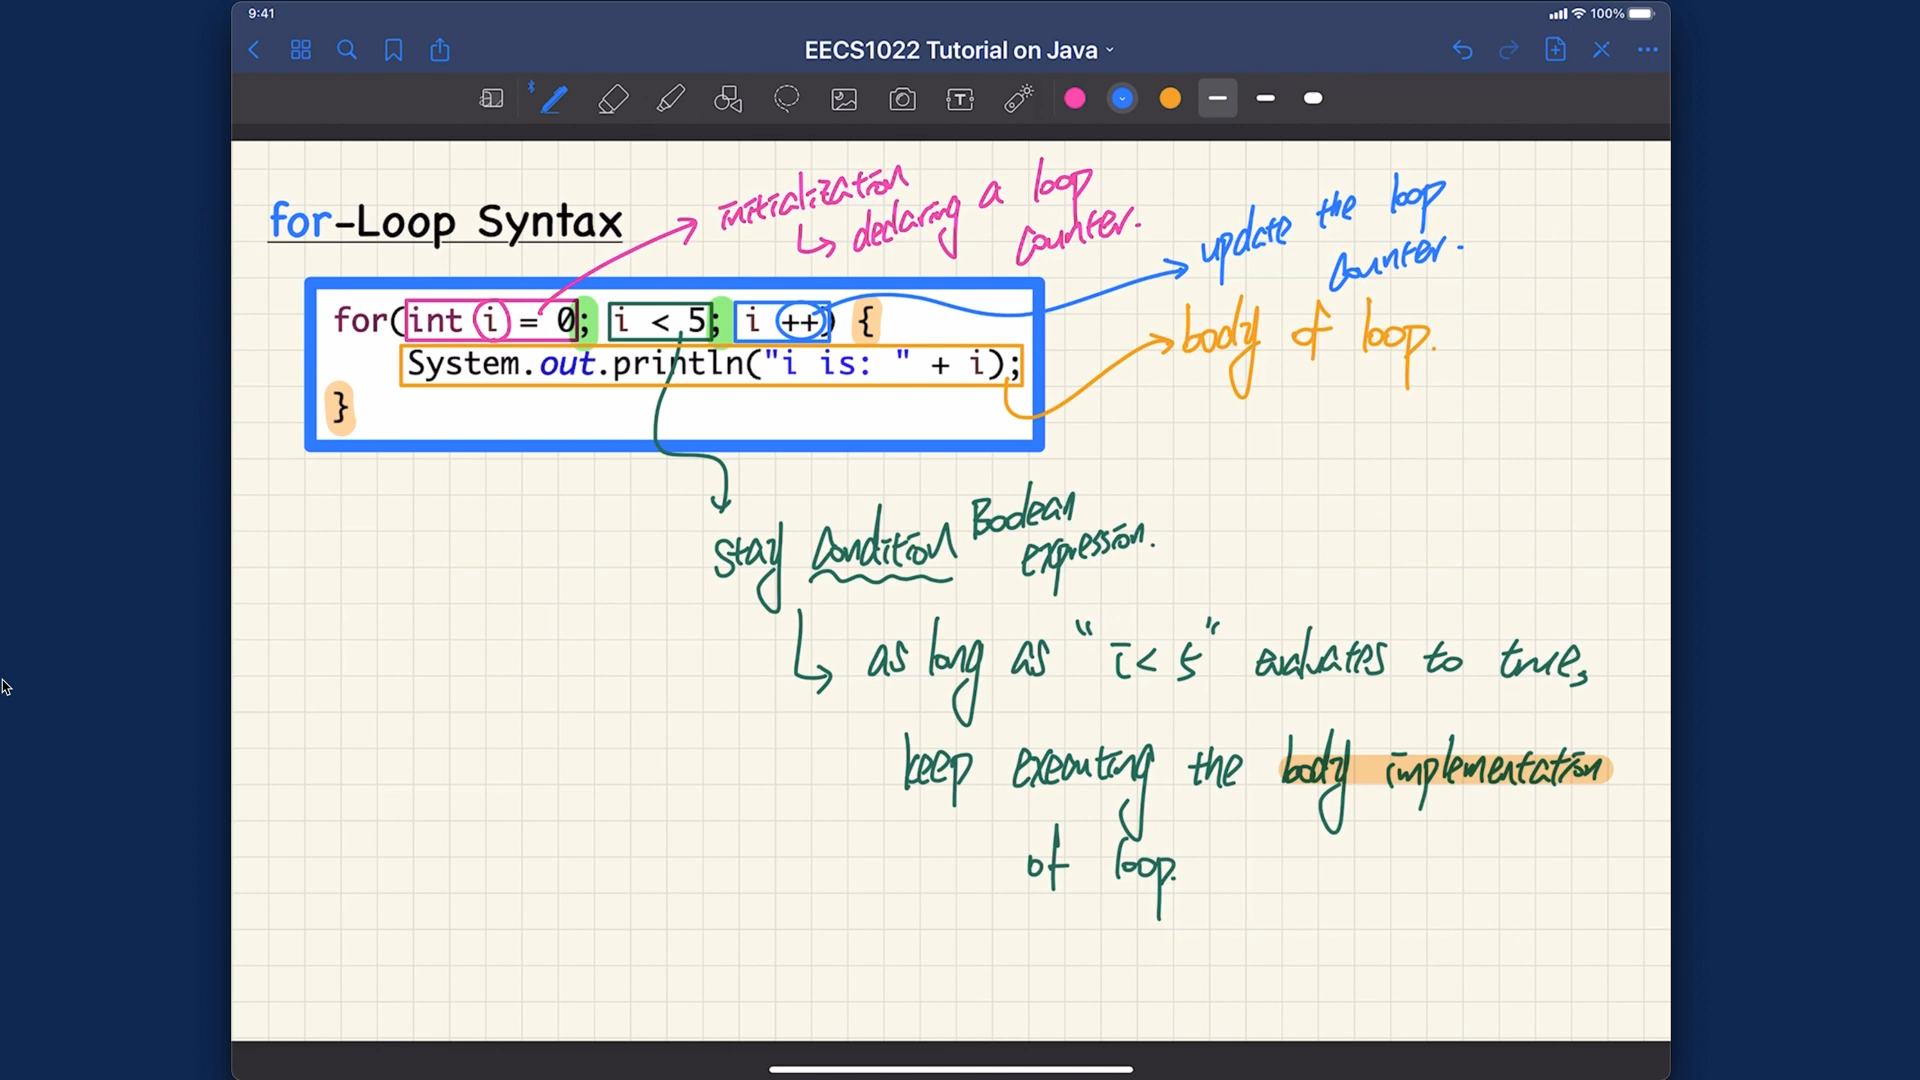 9:41
100%
EECS1022 Tutorial on Java
for-Loop Syntax
initialization
declaring a loop
counter.
update the loop
counter.
for(int i = 0; i < 5; i ++) {
System.out.println("i is: " + i);
}
body of loop.
stay condition Boolean
expression.
as long as "i < 5" evaluates to true,
keep executing the body implementation
of loop.